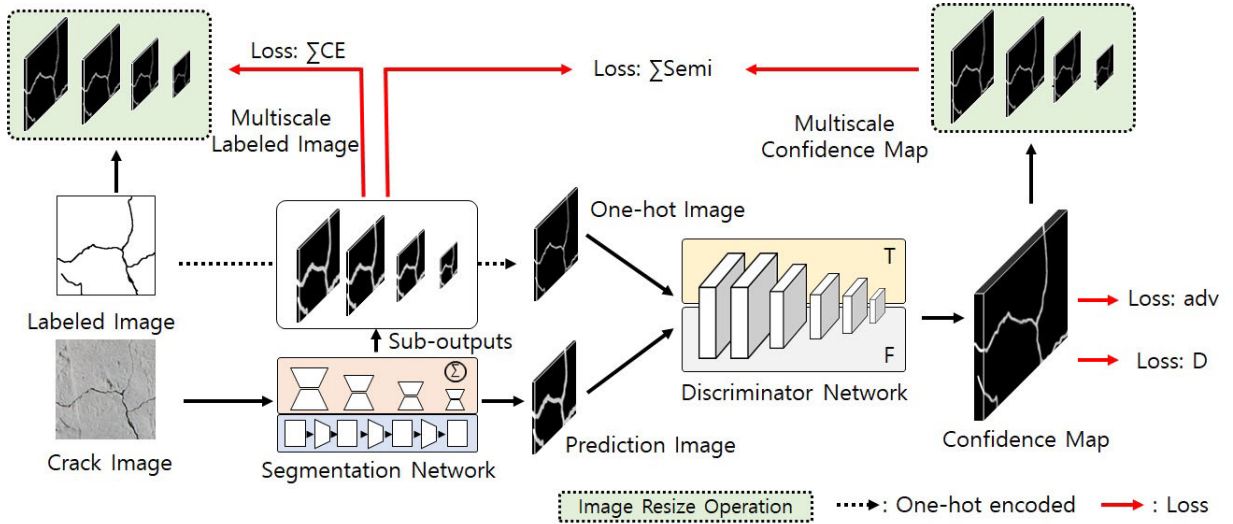 Loss: ∑CE
Loss: ∑Semi
Multiscale
Labeled Image
Multiscale
Confidence Map
One-hot Image
T
Labeled Image
Loss: adv
Sub-outputs
∑
F
Loss: D
Discriminator Network
Prediction Image
Confidence Map
Crack Image
Segmentation Network
Image Resize Operation
: One-hot encoded
: Loss